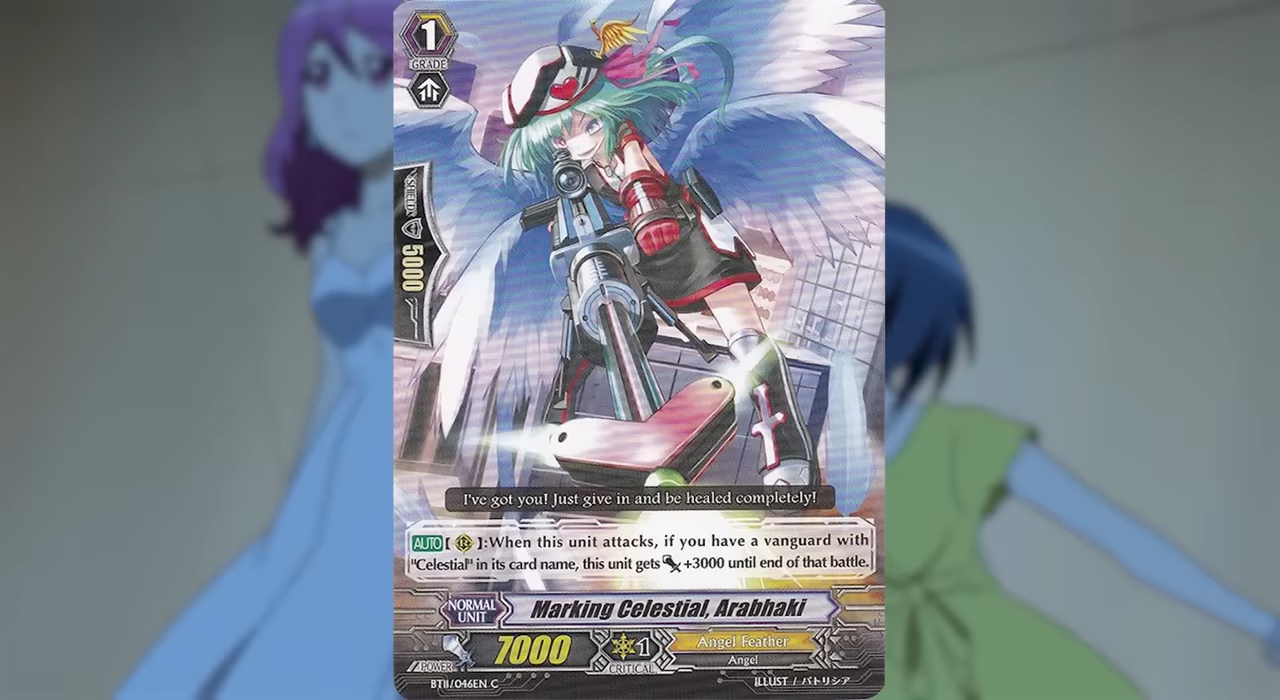 1
GRADE
SHIELD
5000
I've got you! Just give in and be healed completely!
AUTO [ ]:When this unit attacks, if you have a vanguard with
"Celestial" in its card name, this unit gets +3000 until end of that battle.
NORMAL
UNIT
Marking Celestial, Arabhaki
POWER
7000
1
CRITICAL
Angel Feather
Angel
BT11/046EN C
ILLUST / パトリシア